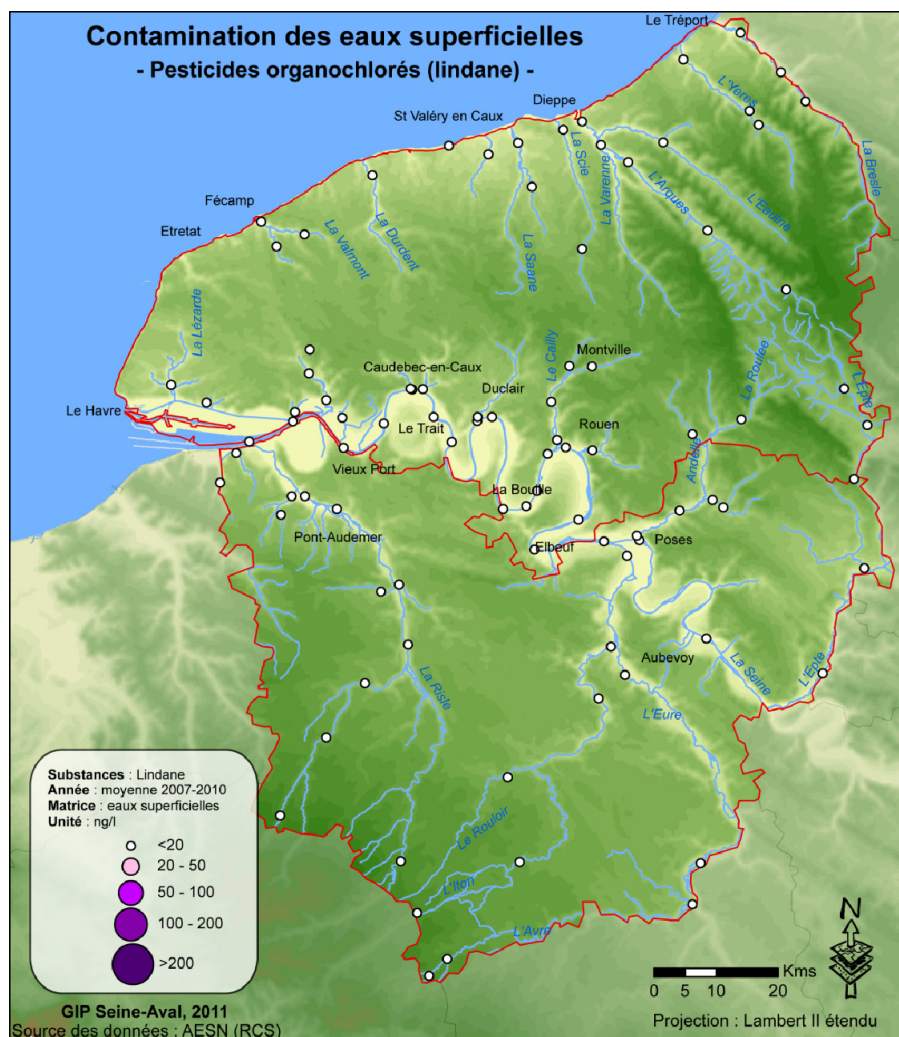 Contamination des eaux superficielles
- Pesticides organochlorés (lindane) -
Le Tréport
Dieppe
St Valéry en Caux
L'Yeres
La Bresle
La Scie
La Varenne
L'Arques
L'Eaulne
Fécamp
Etretat
La Valmont
La Durdent
La Saane
La Lézarde
Le Cailly
Montville
Caudebec-en-Caux
Duclair
La Roulée
L'Epte
Le Havre
Le Trait
Rouen
Vieux Port
La Bouille
Andelle
Pont-Audemer
Elbeuf
Poses
Aubevoy
La Seine
L'Epte
La Risle
L'Eure
Le Rouloir
L'Iton
L'Avre
Substances : Lindane
Année : moyenne 2007-2010
Matrice : eaux superficielles
Unité : ng/l
<20
20 - 50
50 - 100
100 - 200
>200
N
Kms
0 5 10 20
GIP Seine-Aval, 2011
Source des données : AESN (RCS)
Projection : Lambert II étendu